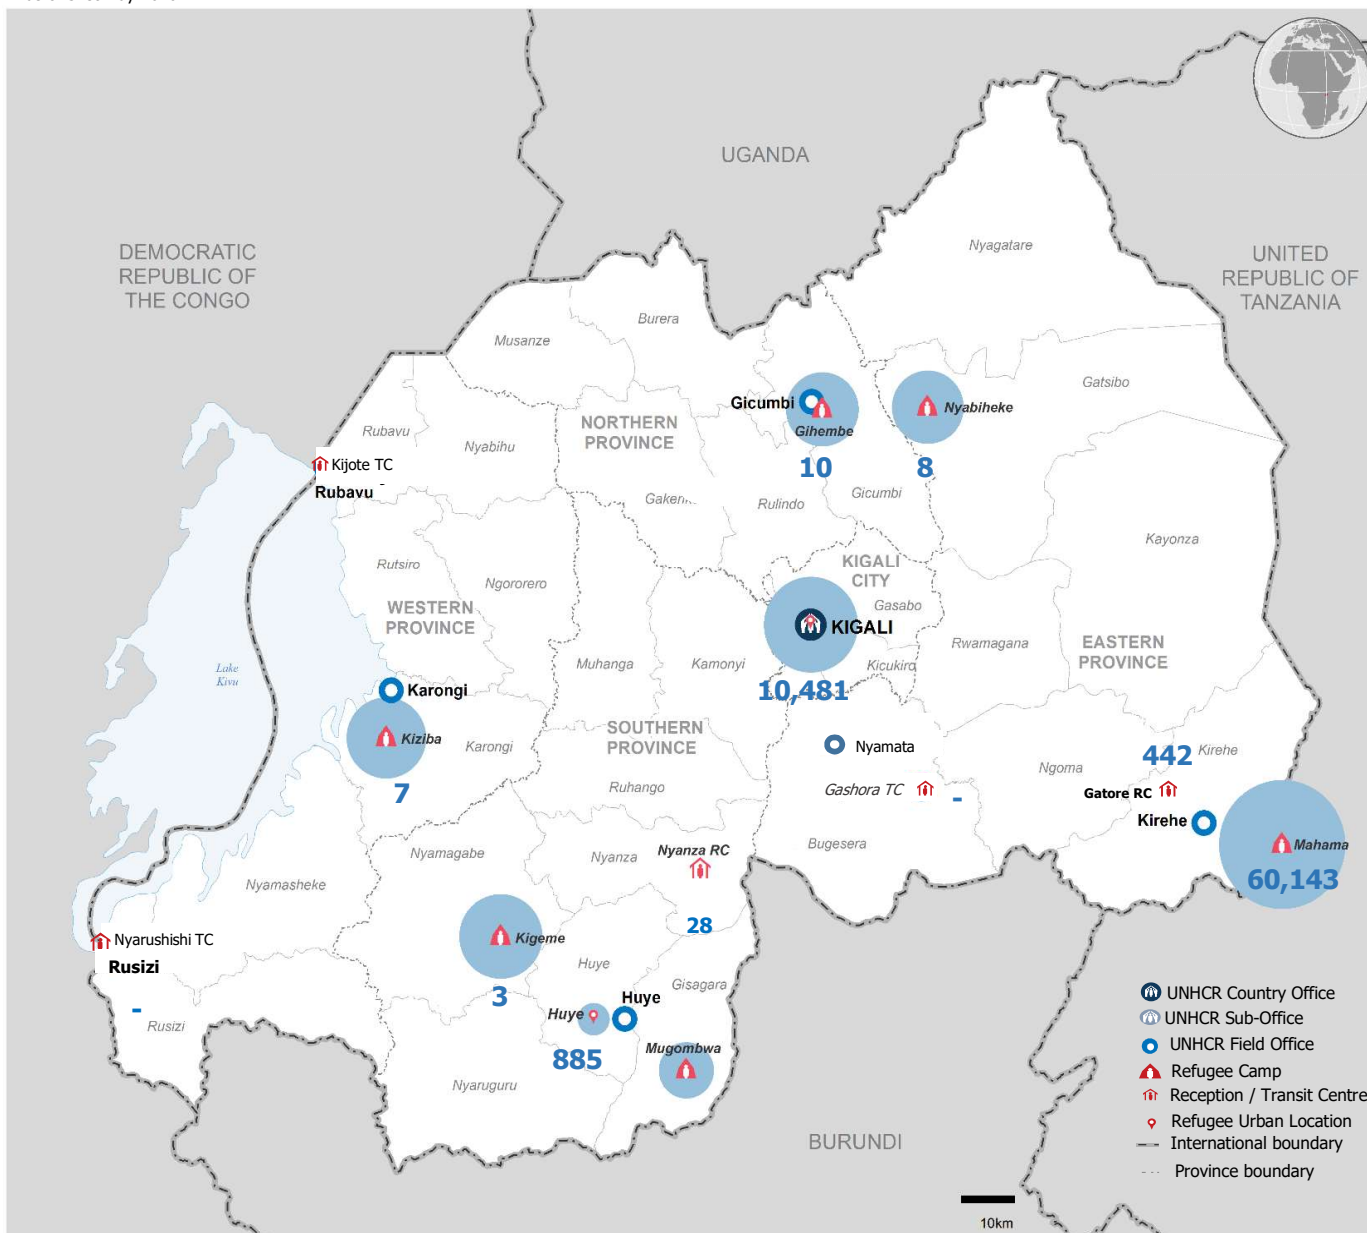 UGANDA
DEMOCRATIC
REPUBLIC OF
THE CONGO
Nyagatare
UNITED
REPUBLIC OF
TANZANIA
Burera
Musanze
Gatsibo
Gicumbi
Gihembe
Nyabiheke
10
8
NORTHERN
PROVINCE
Rubavu
Nyabihu
Kijote TC
Rubavu -
Gaken
Rulindo
Gicumbi
Kayonza
Rutsiro
Ngororero
KIGALI
CITY
Gasabo
WESTERN
PROVINCE
KIGALI
Rwamagana
EASTERN
PROVINCE
Muhanga
Kamonyi
Kicukiro
Lake
Kivu
Karongi
10,481
Kiziba
Karongi
SOUTHERN
PROVINCE
Nyamata
442
Kirehe
Ngoma
7
Ruhango
Gashora TC
-
Gatore RC
Kirehe
Bugesera
Mahama
60,143
Nyamagabe
Nyanza
Nyanza RC
28
Nyamasheke
Nyarushishi TC
Rusizi
-
Rusizi
Kigeme
3
Huye
Gisagara
Huye
Huye
885
Mugombwa
Nyaruguru
BURUNDI
UNHCR Country Office
UNHCR Sub-Office
UNHCR Field Office
Refugee Camp
Reception / Transit Centre
Refugee Urban Location
International boundary
Province boundary
10km